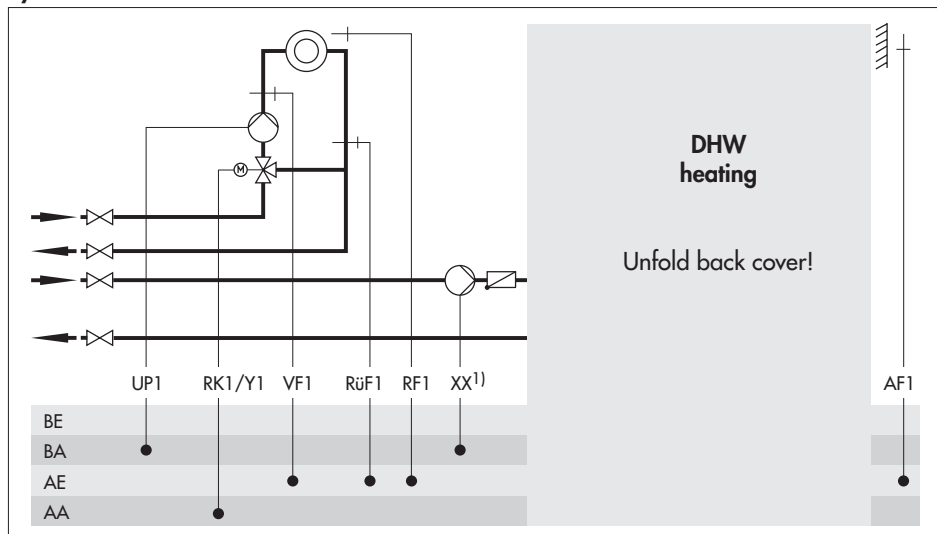 DHW
heating
Unfold back cover!
M
UP1 RK1/Y1 VF1 RüF1 RF1 XX1) AF1
BE
BA
AE
AA